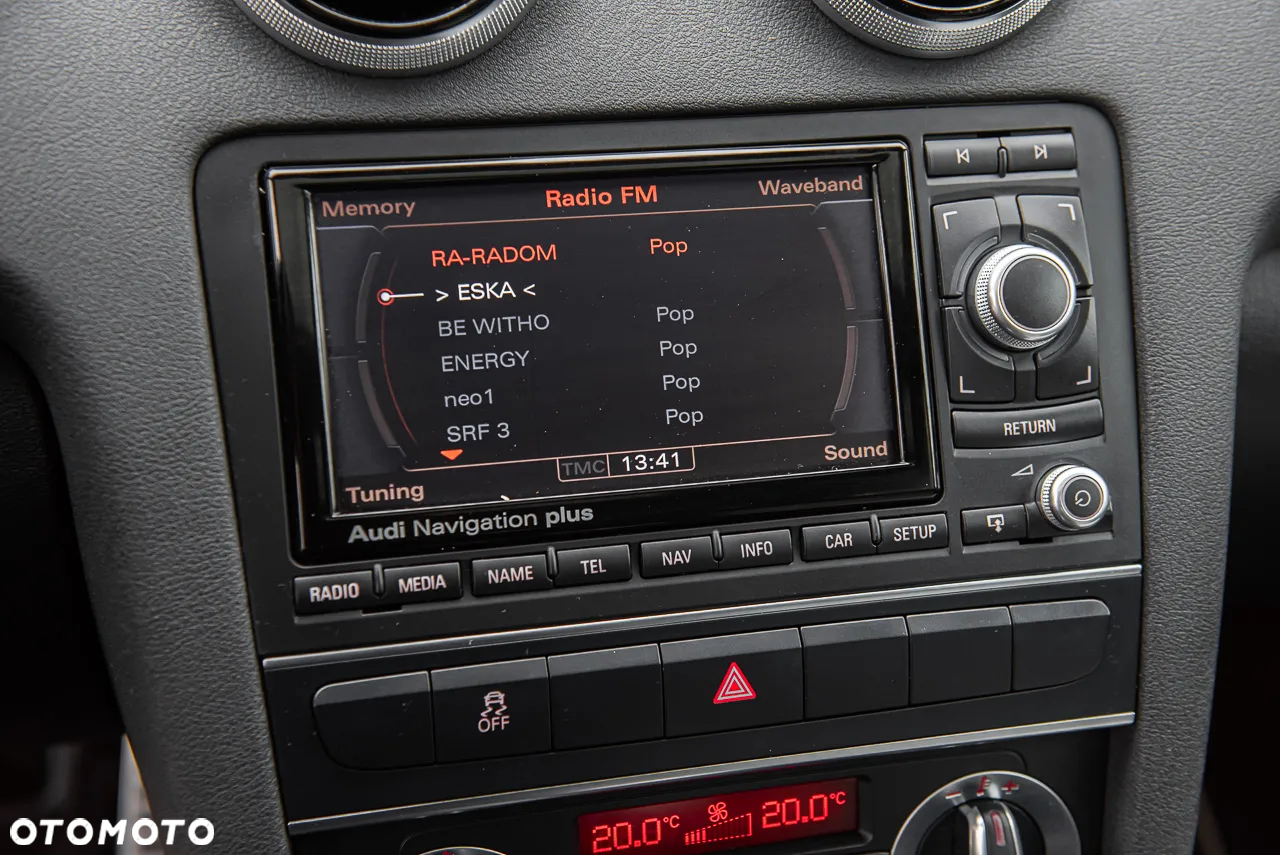 Memory Radio FM Waveband
RA-RADOM Pop
> ESKA <
BE WITHO Pop
ENERGY Pop
neo1 Pop
SRF 3 Pop
TMC 13:41
Tuning Sound
Audi Navigation plus
RETURN
RADIO MEDIA NAME TEL NAV INFO CAR SETUP
OFF
20.0°C 20.0°C
- +
OTOMOTO